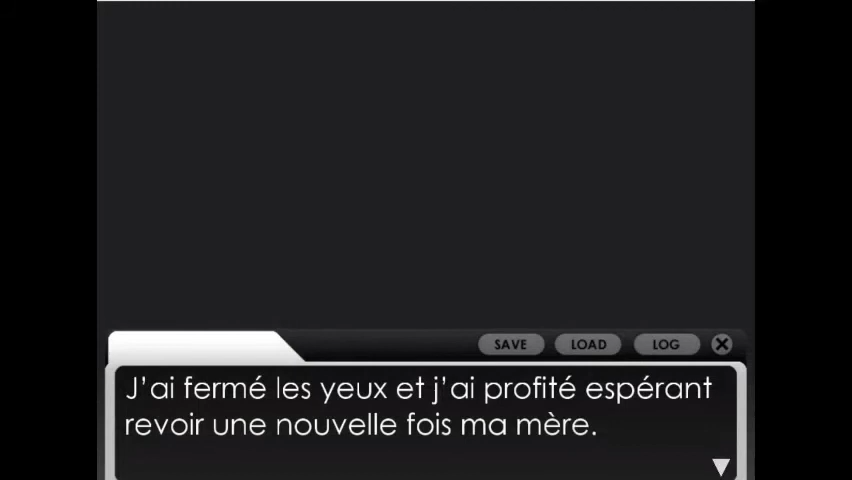 SAVE LOAD LOG
J'ai fermé les yeux et j'ai profité espérant
revoir une nouvelle fois ma mère.